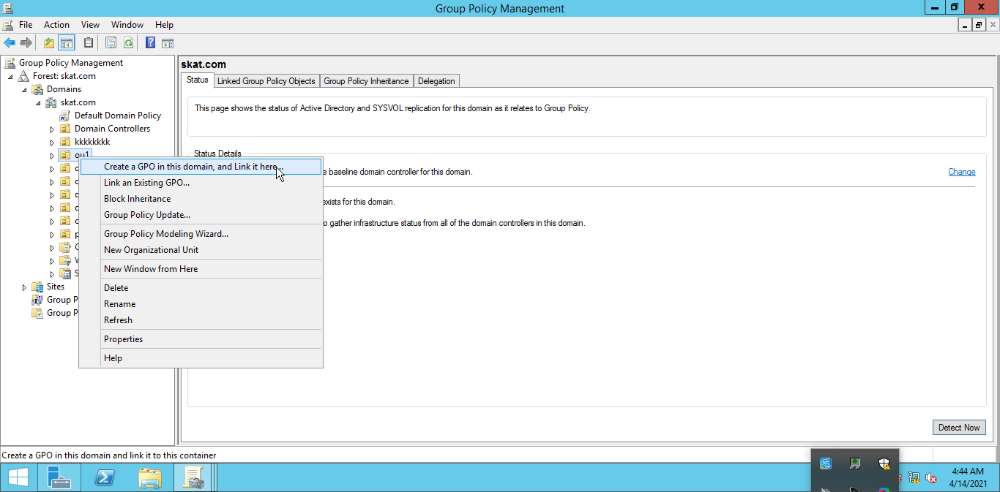 Group Policy Management
File Action View Window Help
Group Policy Management
Forest: skat.com
Domains
skat.com
Default Domain Policy
Domain Controllers
kkkkkkkk
ou1
Sites
Group P
Group P
Create a GPO in this domain, and Link it here...
Link an Existing GPO...
Block Inheritance
Group Policy Update...
Group Policy Modeling Wizard...
New Organizational Unit
New Window from Here
Delete
Rename
Refresh
Properties
Help
skat.com
Status Linked Group Policy Objects Group Policy Inheritance Delegation
This page shows the status of Active Directory and SYSVOL replication for this domain as it relates to Group Policy.
Status Details
e baseline domain controller for this domain.
Change
exists for this domain.
o gather infrastructure status from all of the domain controllers in this domain.
Detect Now
Create a GPO in this domain and link it to this container
4:44 AM
4/14/2021